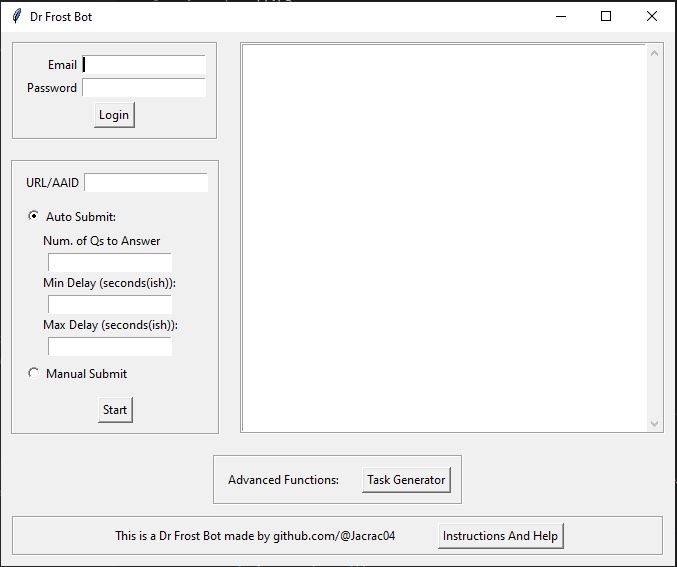 Dr Frost Bot
Email
Password
Login
URL/AAID
Auto Submit:
Num. of Qs to Answer
Min Delay (seconds(ish)):
Max Delay (seconds(ish)):
Manual Submit
Start
Advanced Functions:
Task Generator
This is a Dr Frost Bot made by github.com/@Jacrac04
Instructions And Help